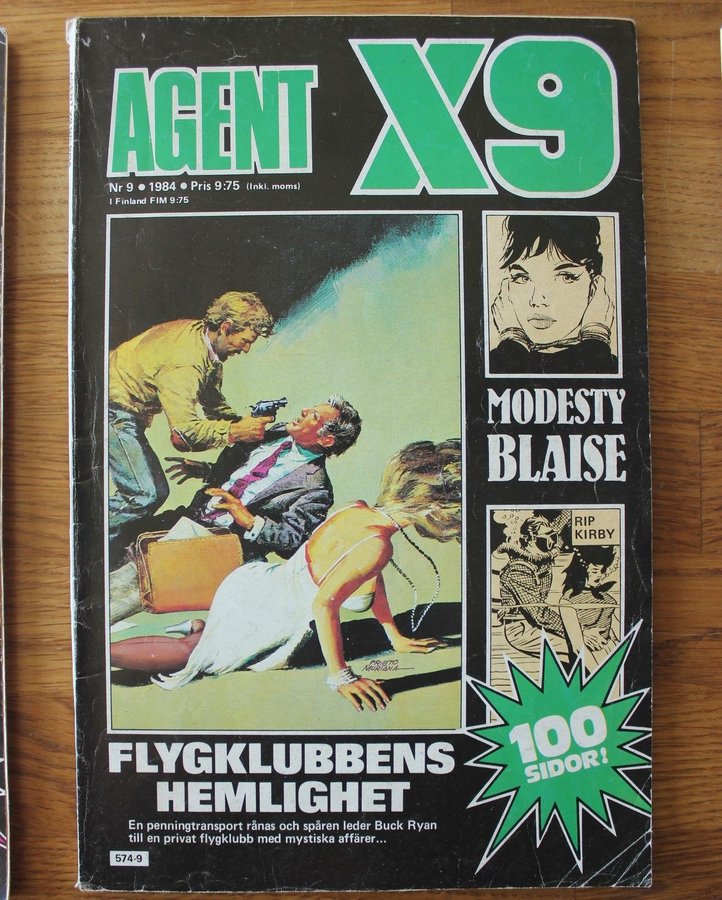 AGENT X9
Nr 9 • 1984 • Pris 9:75 (Inkl. moms)
I Finland FIM 9:75
MODESTY
BLAISE
RIP
KIRBY
PRIETO
MURIANA
100
SIDOR!
FLYGKLUBBENS
HEMLIGHET
En penningtransport rånas och spåren leder Buck Ryan
till en privat flygklubb med mystiska affärer...
574-9